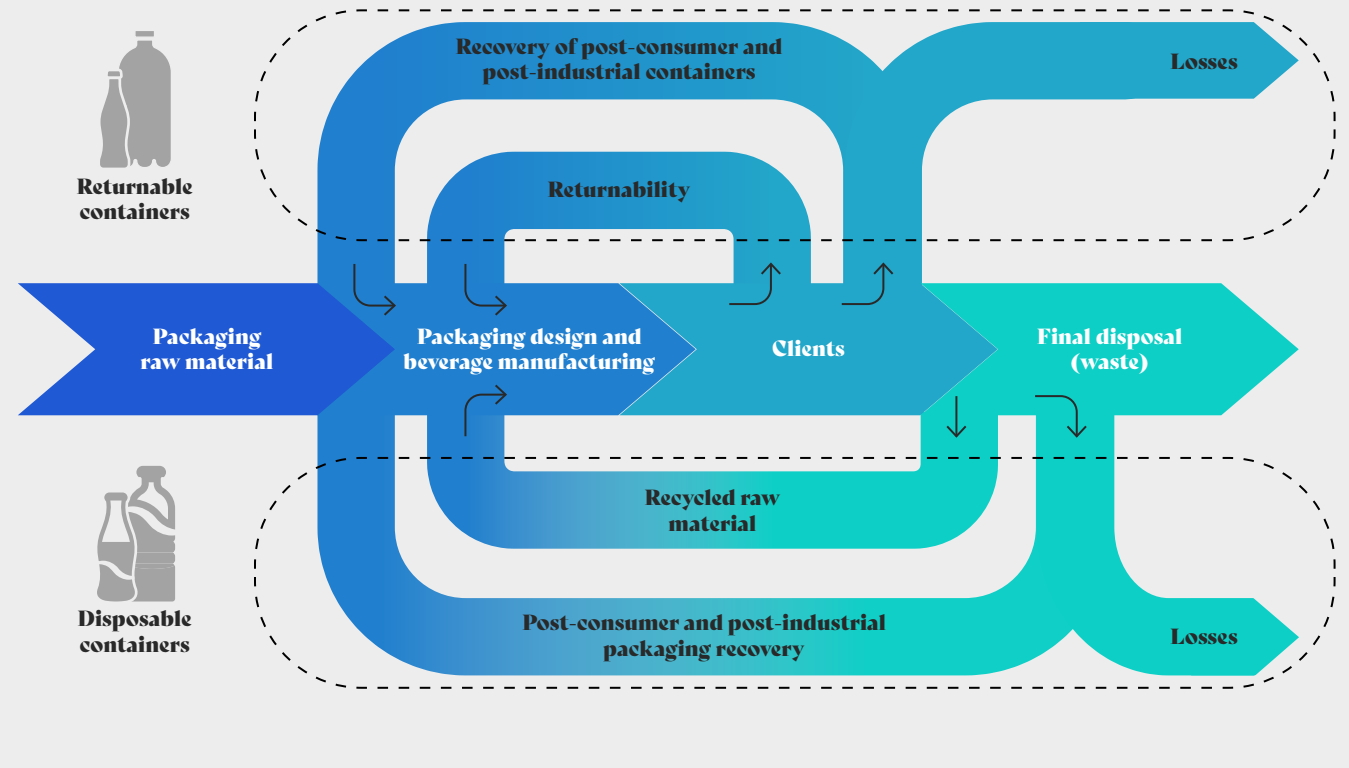 Recovery of post-consumer and
post-industrial containers
Losses
Returnable
containers
Returnability
Packaging
raw material
Packaging design and
beverage manufacturing
Clients
Final disposal
(waste)
Recycled raw
material
Disposable
containers
Post-consumer and post-industrial
packaging recovery
Losses